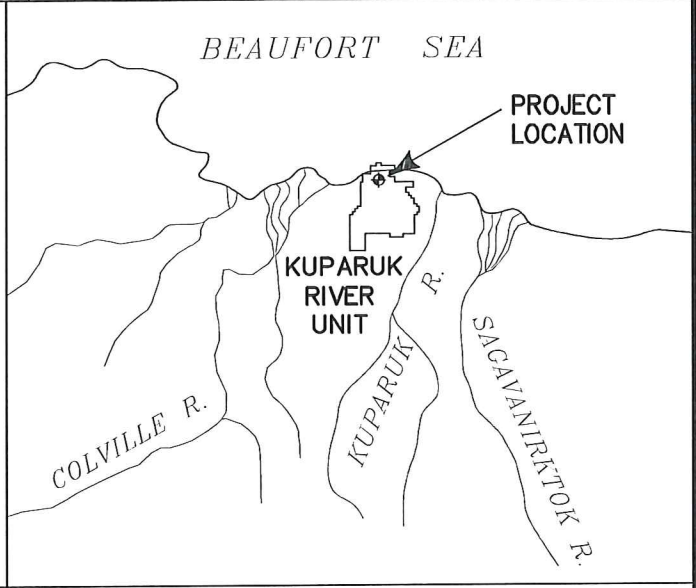 BEAUFORT SEA
PROJECT
LOCATION
KUPARUK
RIVER
UNIT
KUPARUK R.
SAGAVANIRKTOK R.
COLVILLE R.